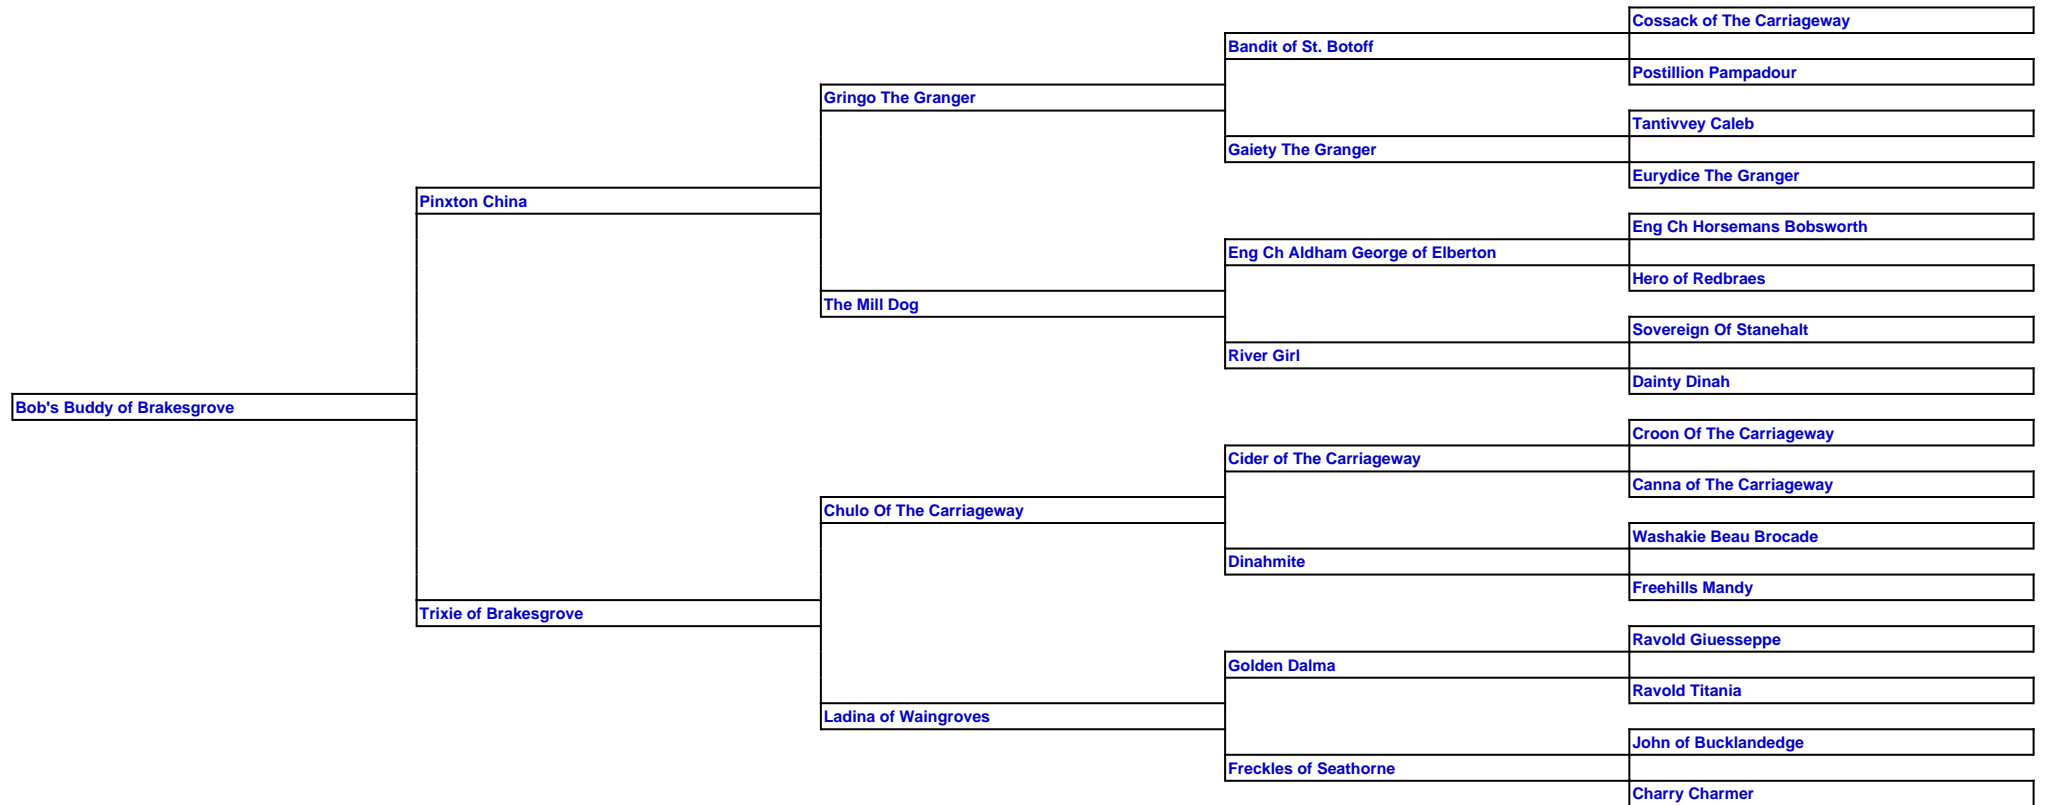 Cossack of The Carriageway
Bandit of St. Botoff
Postillion Pampadour
Gringo The Granger
Tantivvey Caleb
Gaiety The Granger
Eurydice The Granger
Pinxton China
Eng Ch Horsemans Bobsworth
Eng Ch Aldham George of Elberton
Hero of Redbraes
The Mill Dog
Sovereign Of Stanehalt
River Girl
Dainty Dinah
Bob's Buddy of Brakesgrove
Croon Of The Carriageway
Cider of The Carriageway
Canna of The Carriageway
Chulo Of The Carriageway
Washakie Beau Brocade
Dinahmite
Freehills Mandy
Trixie of Brakesgrove
Ravold Giuesseppe
Golden Dalma
Ravold Titania
Ladina of Waingroves
John of Bucklandedge
Freckles of Seathorne
Charry Charmer